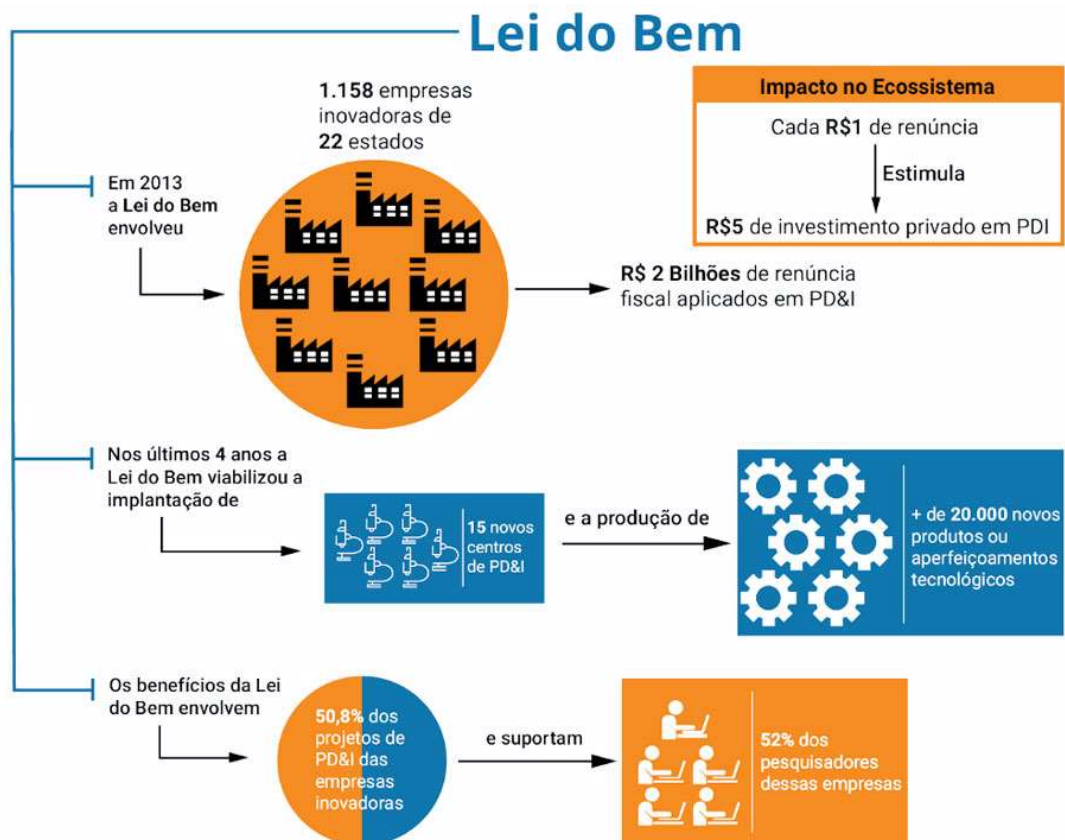 Lei do Bem
1.158 empresas
inovadoras de
22 estados
Impacto no Ecossistema
Cada R$1 de renúncia
Estimula
R$5 de investimento privado em PDI
Em 2013
a Lei do Bem
envolveu
R$ 2 Bilhões de renúncia
fiscal aplicados em PD&I
Nos últimos 4 anos a
Lei do Bem viabilizou a
implantação de
15 novos
centros
de PD&I
e a produção de
+ de 20.000 novos
produtos ou
aperfeiçoamentos
tecnológicos
Os benefícios da Lei
do Bem envolvem
50,8% dos
projetos de
PD&I das
empresas
inovadoras
e suportam
52% dos
pesquisadores
dessas empresas